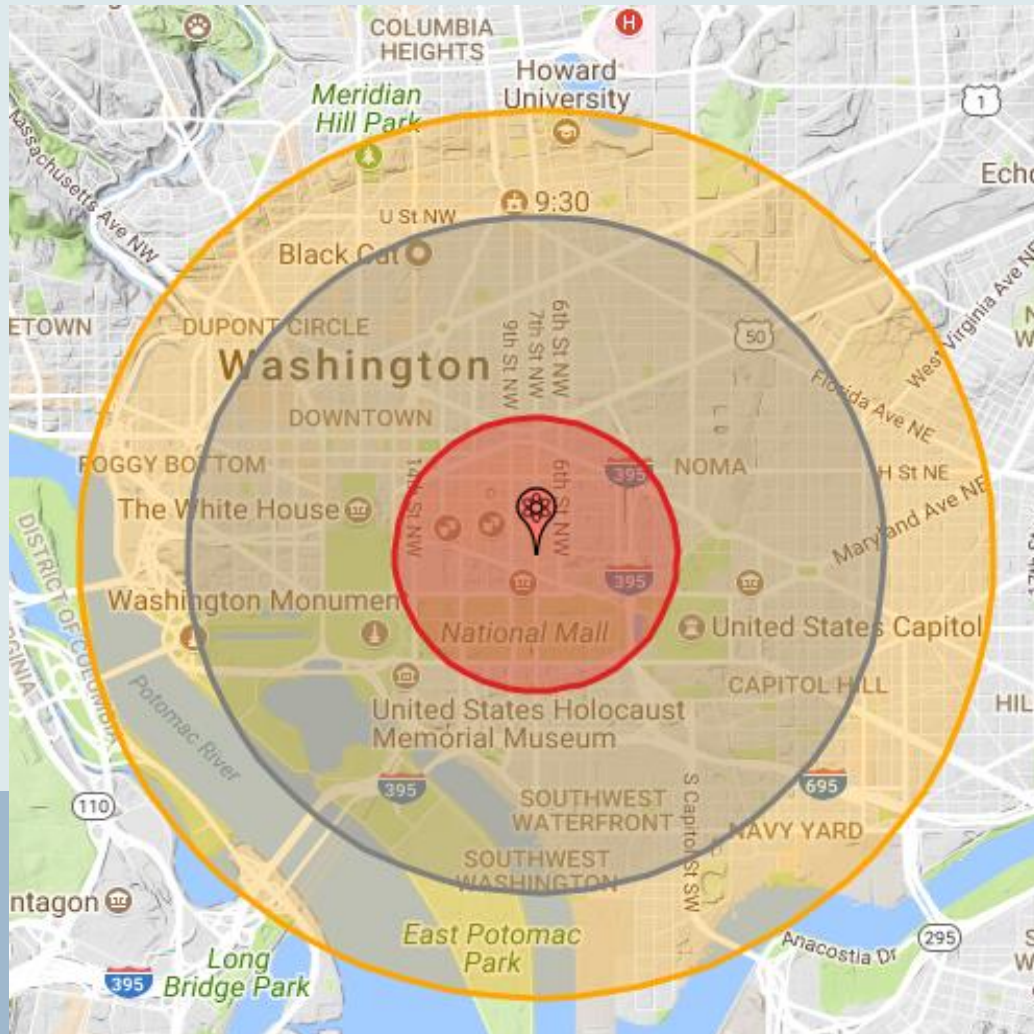 COLUMBIA
HEIGHTS
H
Howard
University
1
Meridian
Hill Park
Massachusetts Ave NW
Echo
9:30
U St NW
Black Cat
West Virginia Ave NE
ETOWN
DUPONT CIRCLE
6th St NW
7th St NW
9th St NW
50
Washington
Florida Ave NE
DOWNTOWN
FOGGY BOTTOM
14th St NW
6th St NW
395
NOMA
H St NE
The White House
Maryland Ave NE
DISTRICT OF COLUMBIA
RGINIA
395
Washington Monument
National Mall
United States Capitol
Potomac River
CAPITOL HILL
HIL
United States Holocaust
Memorial Museum
395
S Capitol St SW
695
110
SOUTHWEST
WATERFRONT
NAVY YARD
SOUTHWEST
WASHINGTON
ntagon
East Potomac
Park
Anacostia Dr
295
395
Long
Bridge Park